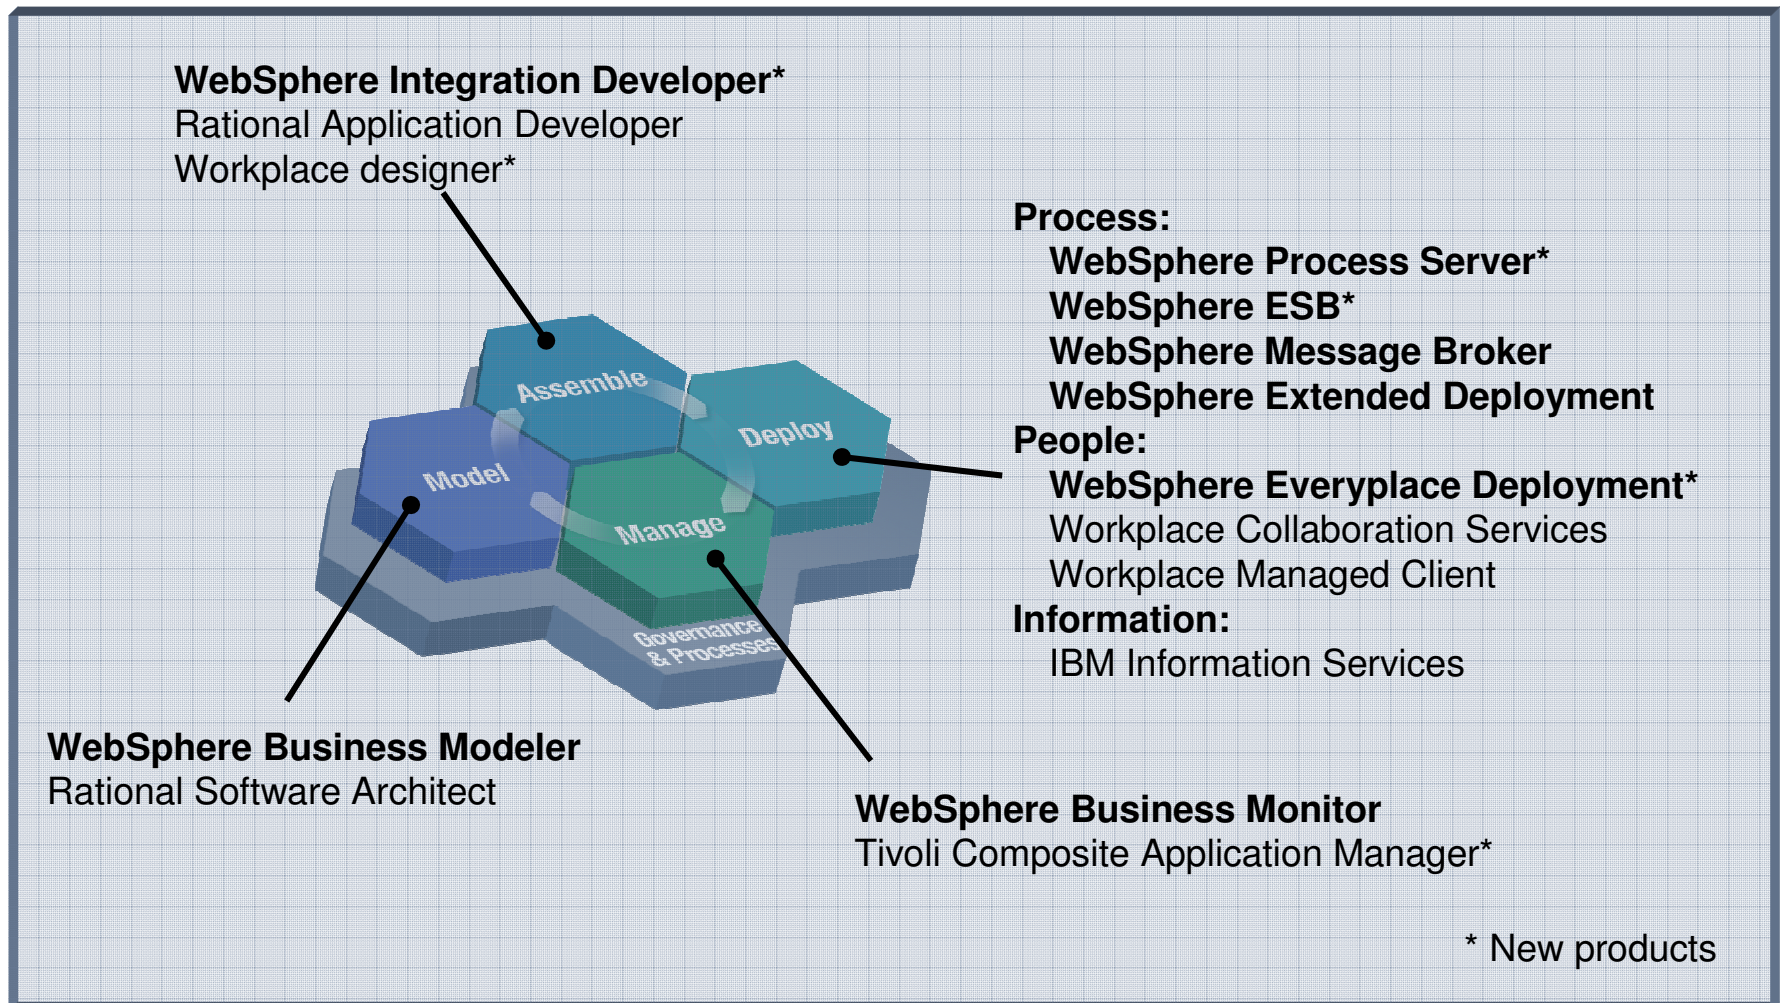 WebSphere Integration Developer*
Rational Application Developer
Workplace designer*
Process:
WebSphere Process Server*
WebSphere ESB*
WebSphere Message Broker
WebSphere Extended Deployment
People:
WebSphere Everyplace Deployment*
Workplace Collaboration Services
Workplace Managed Client
Information:
IBM Information Services
Assemble
Deploy
Model
Manage
Governance
& Processes
WebSphere Business Modeler
Rational Software Architect
WebSphere Business Monitor
Tivoli Composite Application Manager*
* New products